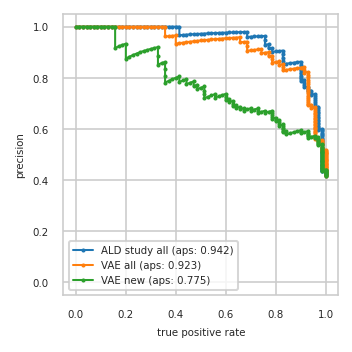 1.0
0.8
0.6
0.4
0.2
0.0
precision
ALD study all (aps: 0.942)
VAE all (aps: 0.923)
VAE new (aps: 0.775)
0.0 0.2 0.4 0.6 0.8 1.0
true positive rate